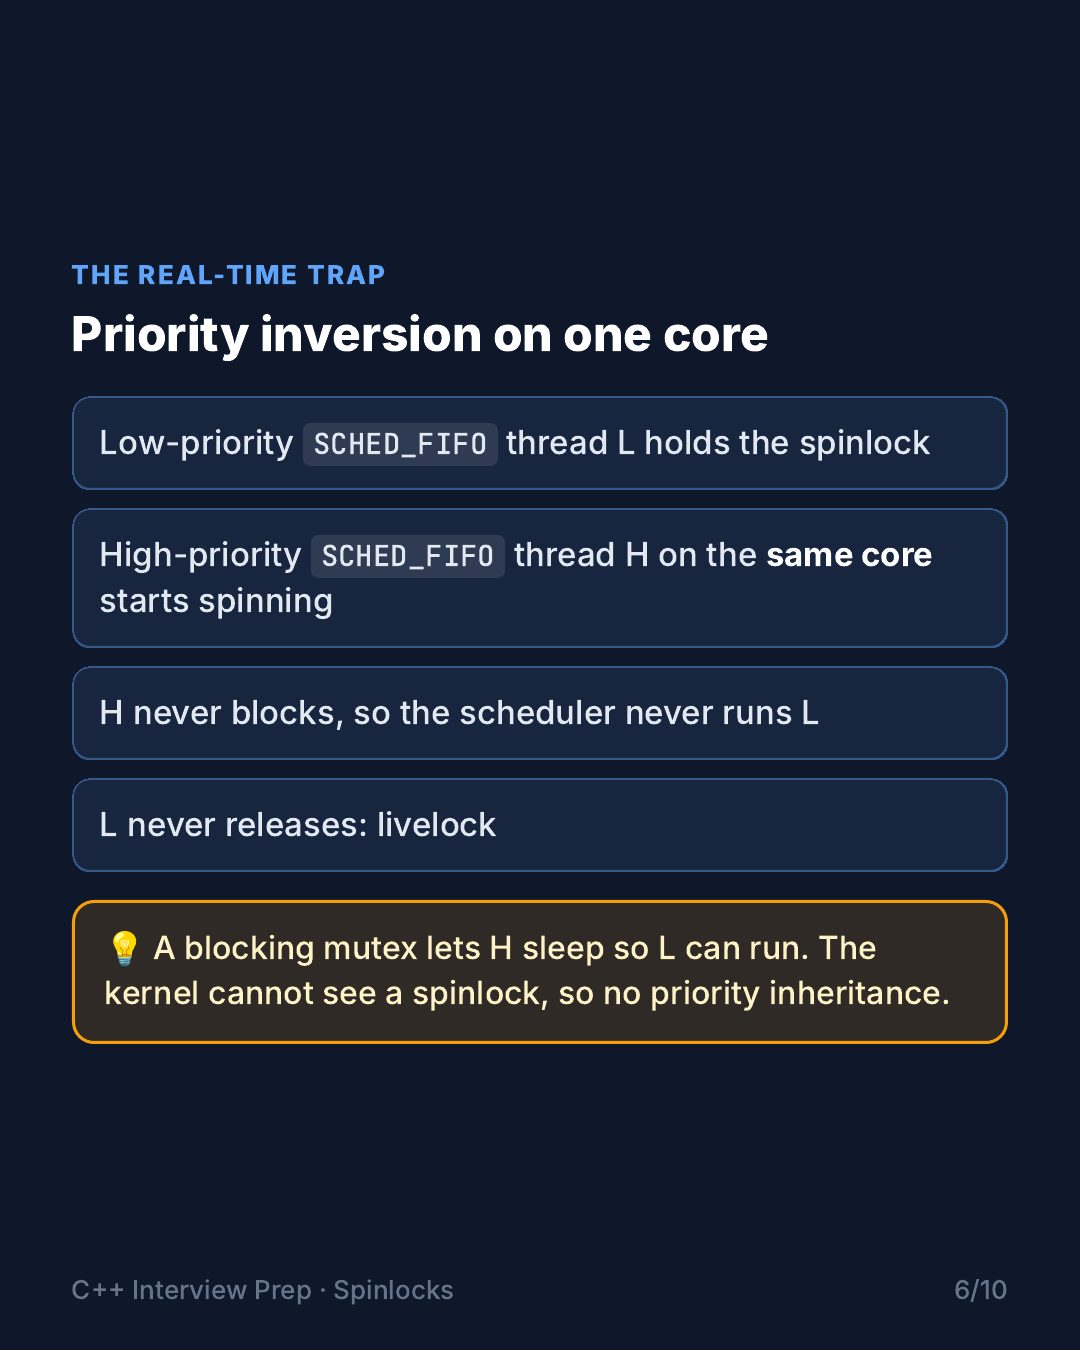 THE REAL-TIME TRAP
Priority inversion on one core
Low-priority SCHED_FIFO thread L holds the spinlock
High-priority SCHED_FIFO thread H on the same core
starts spinning
H never blocks, so the scheduler never runs L
L never releases: livelock
💡 A blocking mutex lets H sleep so L can run. The
kernel cannot see a spinlock, so no priority inheritance.
C++ Interview Prep · Spinlocks
6/10